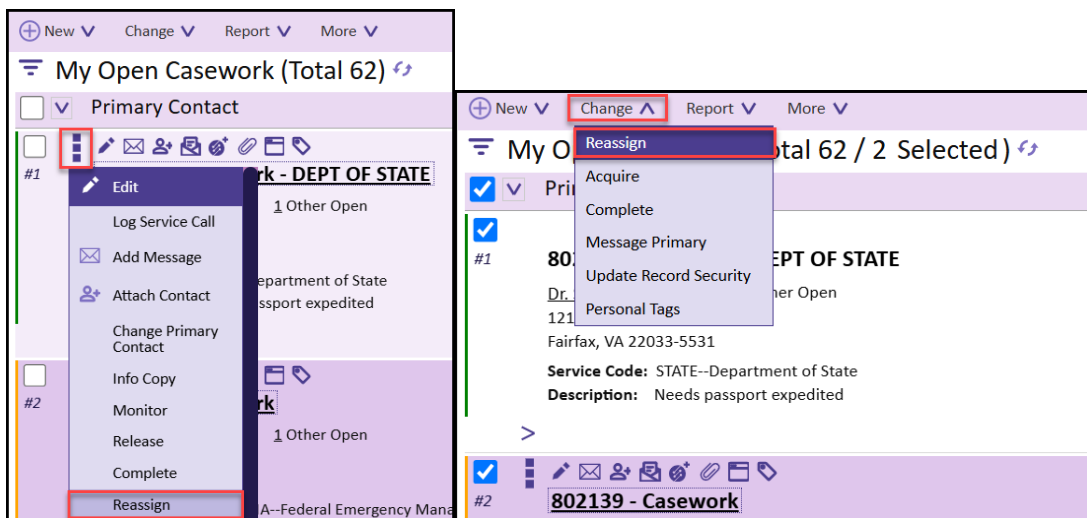 New Change Report More
My Open Casework (Total 62)
Primary Contact
#1
rk - DEPT OF STATE
Edit
1 Other Open
Log Service Call
Add Message
epartment of State
Attach Contact
ssport expedited
Change Primary
Contact
Info Copy
#2
rk
Monitor
1 Other Open
Release
Complete
Reassign
A--Federal Emergency Mana
New Change Report More
My O otal 62 / 2 Selected)
Reassign
Pri
Acquire
Complete
Message Primary
#1
802 EPT OF STATE
Update Record Security
Dr. her Open
Personal Tags
121
Fairfax, VA 22033-5531
Service Code: STATE--Department of State
Description: Needs passport expedited
>
#2
802139 - Casework